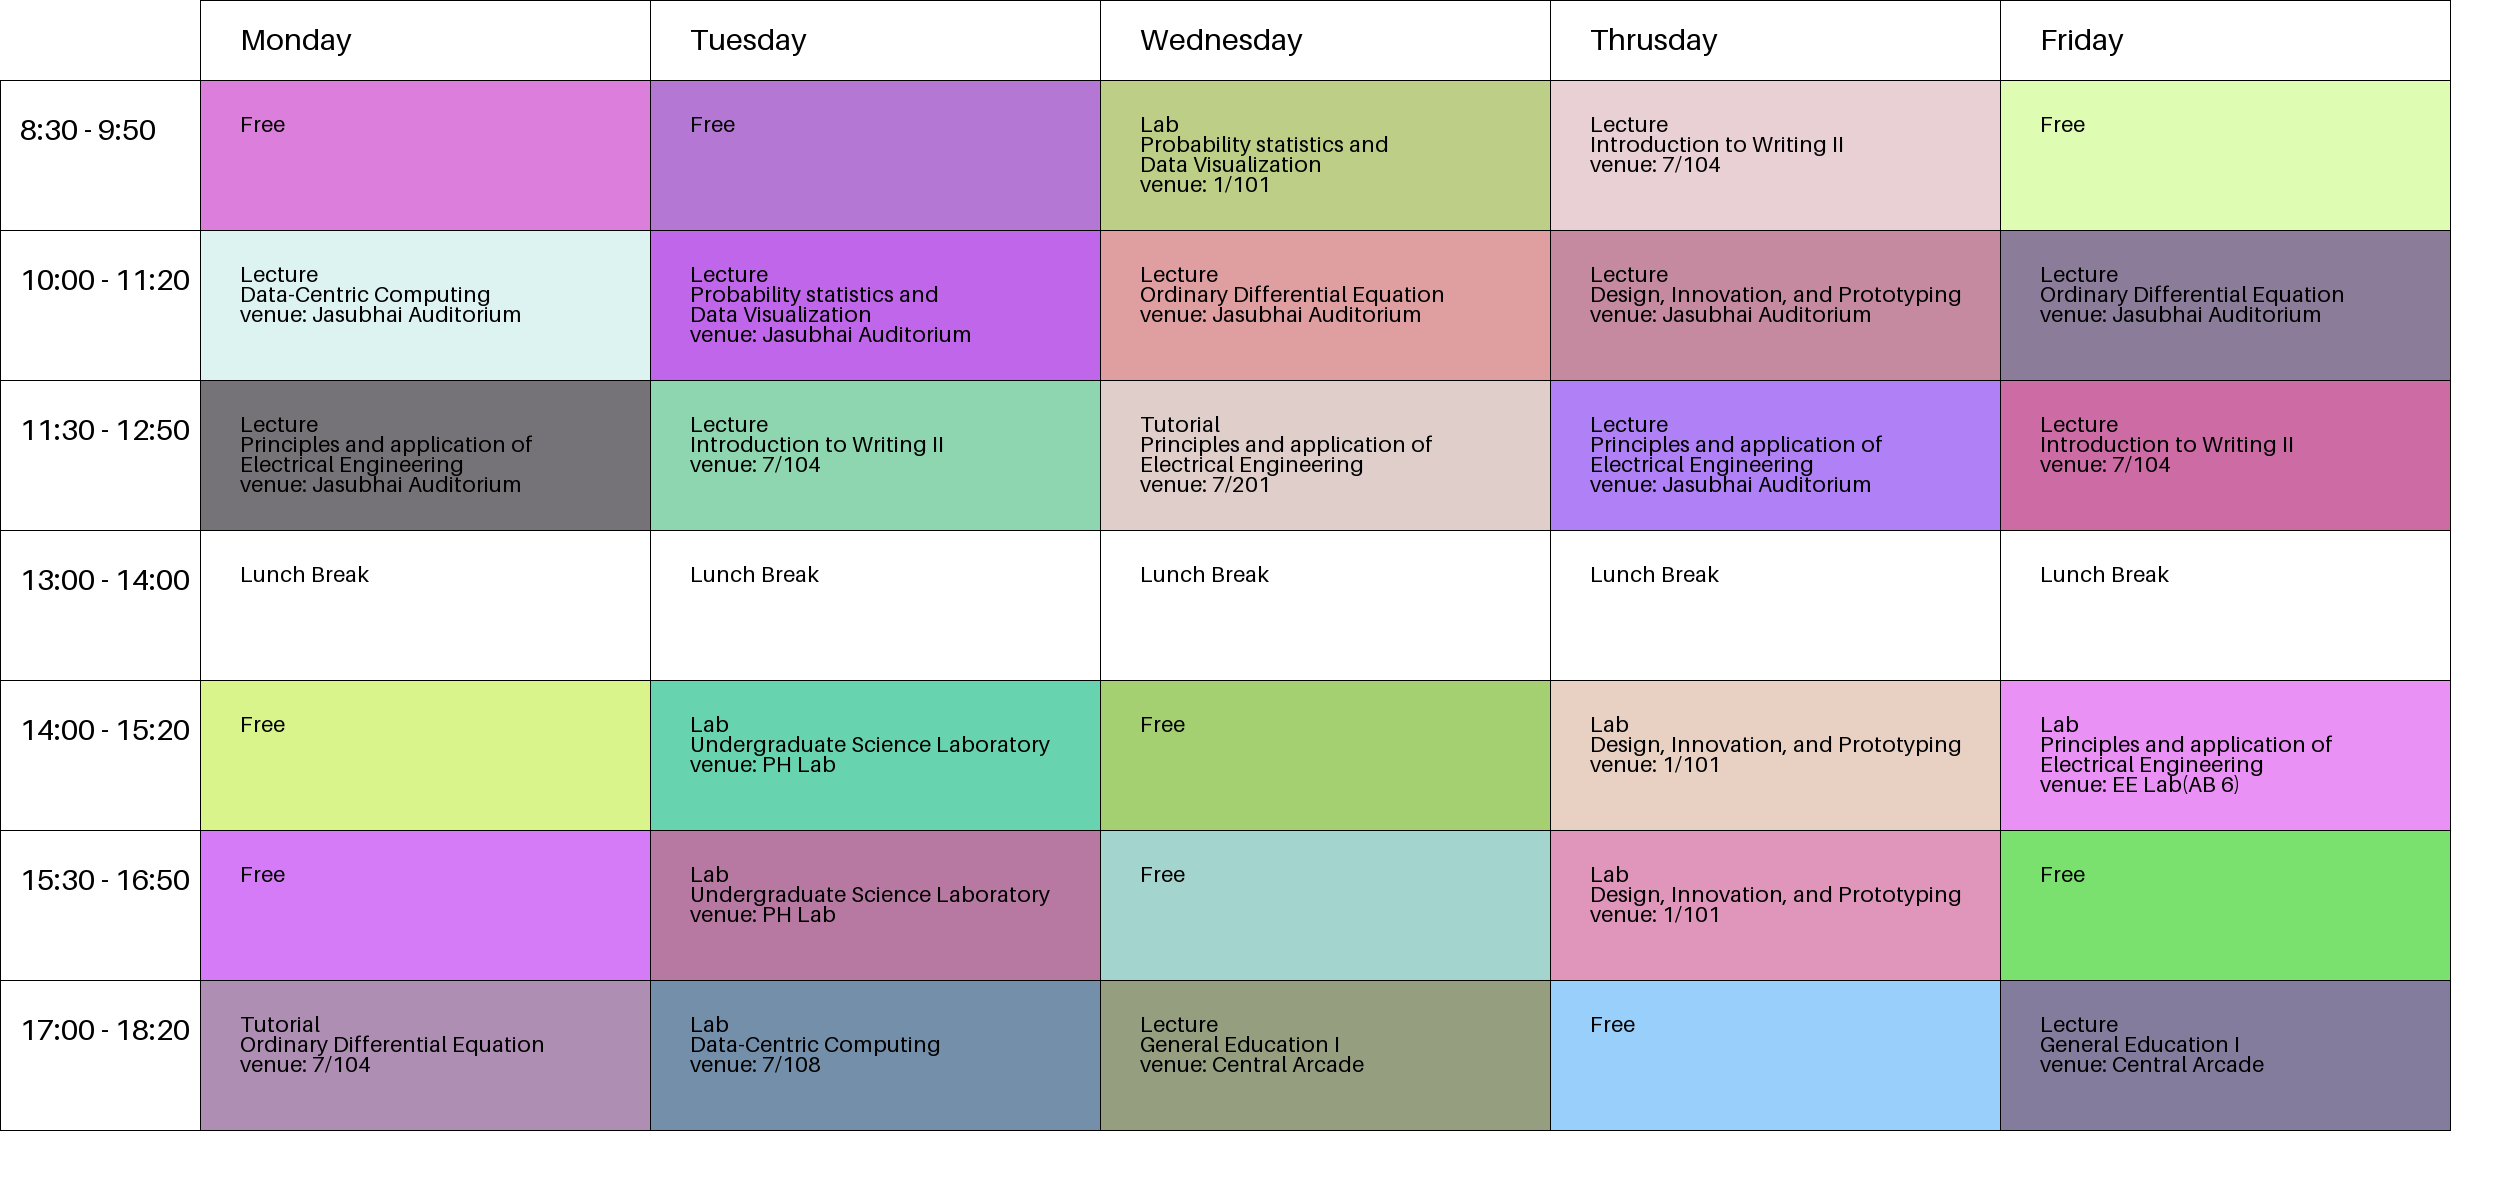 Monday
Tuesday
Wednesday
Thrusday
Friday
8:30 - 9:50
Free
Free
Lab
Probability statistics and
Data Visualization
venue: 1/101
Lecture
Introduction to Writing II
venue: 7/104
Free
10:00 - 11:20
Lecture
Data-Centric Computing
venue: Jasubhai Auditorium
Lecture
Probability statistics and
Data Visualization
venue: Jasubhai Auditorium
Lecture
Ordinary Differential Equation
venue: Jasubhai Auditorium
Lecture
Design, Innovation, and Prototyping
venue: Jasubhai Auditorium
Lecture
Ordinary Differential Equation
venue: Jasubhai Auditorium
11:30 - 12:50
Lecture
Principles and application of
Electrical Engineering
venue: Jasubhai Auditorium
Lecture
Introduction to Writing II
venue: 7/104
Tutorial
Principles and application of
Electrical Engineering
venue: 7/201
Lecture
Principles and application of
Electrical Engineering
venue: Jasubhai Auditorium
Lecture
Introduction to Writing II
venue: 7/104
13:00 - 14:00
Lunch Break
Lunch Break
Lunch Break
Lunch Break
Lunch Break
14:00 - 15:20
Free
Lab
Undergraduate Science Laboratory
venue: PH Lab
Free
Lab
Design, Innovation, and Prototyping
venue: 1/101
Lab
Principles and application of
Electrical Engineering
venue: EE Lab(AB 6)
15:30 - 16:50
Free
Lab
Undergraduate Science Laboratory
venue: PH Lab
Free
Lab
Design, Innovation, and Prototyping
venue: 1/101
Free
17:00 - 18:20
Tutorial
Ordinary Differential Equation
venue: 7/104
Lab
Data-Centric Computing
venue: 7/108
Lecture
General Education I
venue: Central Arcade
Free
Lecture
General Education I
venue: Central Arcade